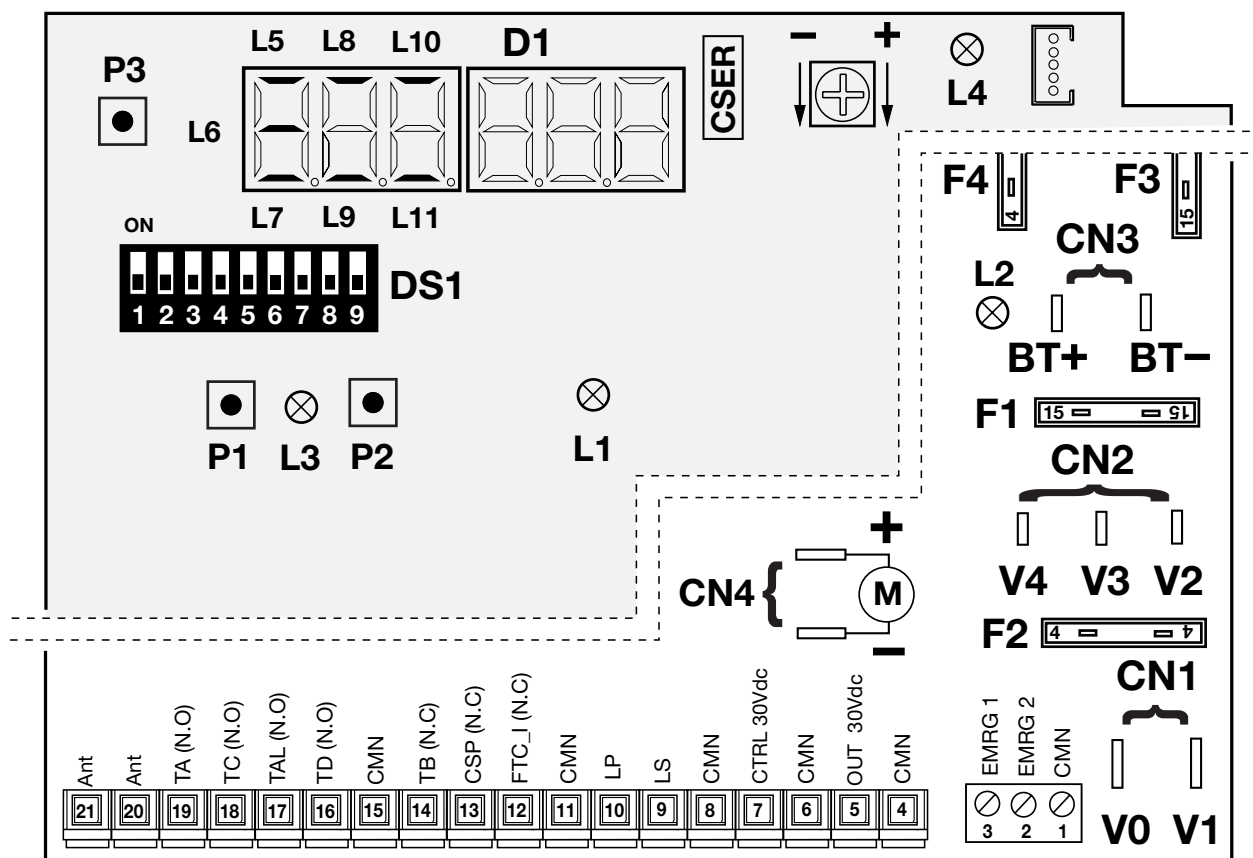 L5 L8 L10 D1 - +
P3
CSER
L4
L6
F4 F3
4 15
L7 L9 L11
ON
CN3
DS1
L2
1 2 3 4 5 6 7 8 9
BT+ BT-
F1 15 15
P1 L3 P2 L1
CN2
+
CN4 M
V4 V3 V2
-
F2 4 4
CN1
Ant
Ant
TA (N.O)
TC (N.O)
TAL (N.O)
TD (N.O)
CMN
TB (N.C)
CSP (N.C)
FTC_I (N.C)
CMN
LP
LS
CMN
CTRL 30Vdc
CMN
OUT 30Vdc
CMN
EMRG 1
EMRG 2
CMN
21 20 19 18 17 16 15 14 13 12 11 10 9 8 7 6 5 4
3 2 1
V0 V1